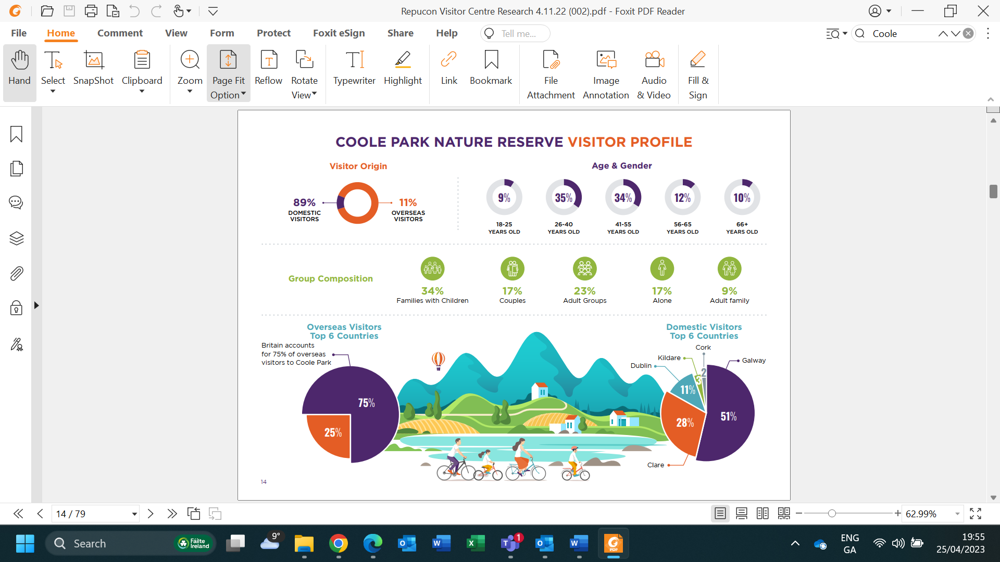 Repucon Visitor Centre Research 4.11.22 (002).pdf - Foxit PDF Reader
File Home Comment View Form Protect Foxit eSign Share Help Tell me... Coole
Hand Select SnapShot Clipboard Zoom Page Fit Option Reflow Rotate View Typewriter Highlight Link Bookmark File Attachment Image Annotation Audio & Video Fill & Sign
COOLE PARK NATURE RESERVE VISITOR PROFILE
Visitor Origin
89%
DOMESTIC
VISITORS
11%
OVERSEAS
VISITORS
Age & Gender
9% 35% 34% 12% 10%
18-25 26-40 41-55 56-65 66+
YEARS OLD YEARS OLD YEARS OLD YEARS OLD YEARS OLD
Group Composition
34% 17% 23% 17% 9%
Families with Children Couples Adult Groups Alone Adult family
Overseas Visitors
Top 6 Countries
Britain accounts
for 75% of overseas
visitors to Coole Park
75%
25%
Domestic Visitors
Top 6 Countries
Cork
Kildare
Galway
Dublin
2
3
11%
51%
28%
Clare
14
14 / 79
62.99%
Search
Fáilte
Ireland
9°
1
PDF
ENG
GA
19:55
25/04/2023